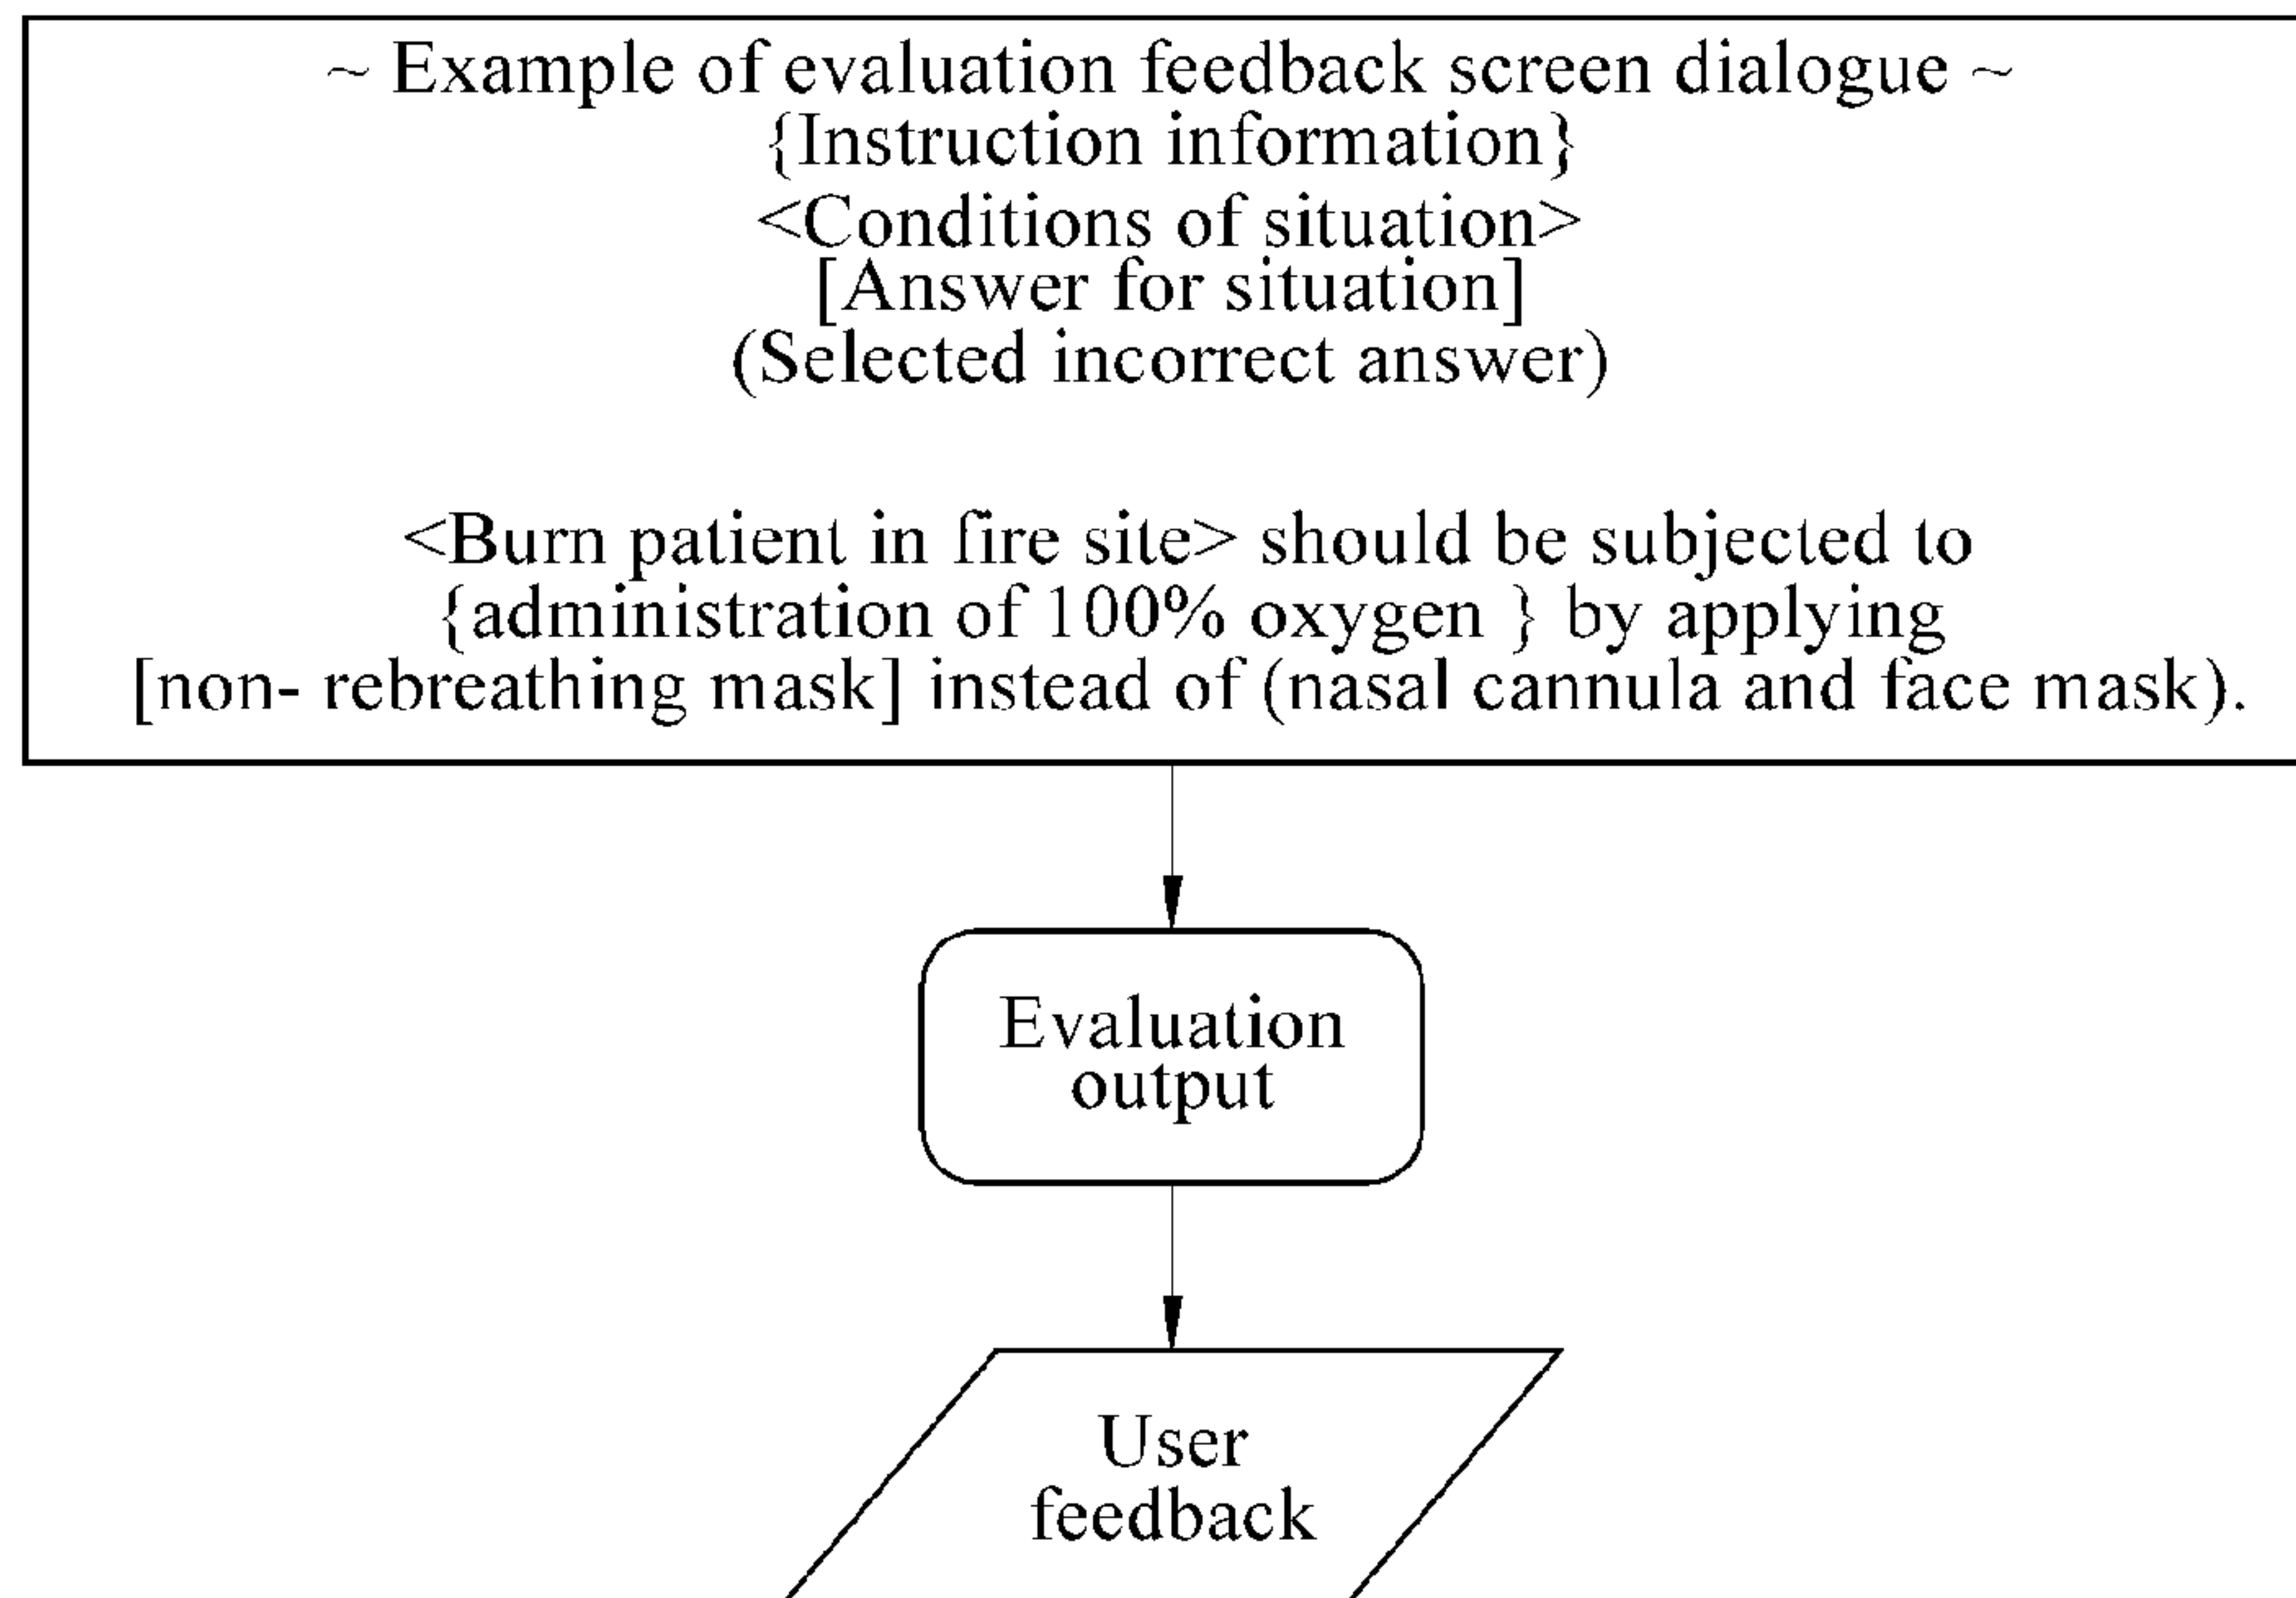 ~ Example of evaluation feedback screen dialogue ~
{Instruction information}
<Conditions of situation>
[Answer for situation]
(Selected incorrect answer)
<Burn patient in fire site> should be subjected to
{administration of 100% oxygen } by applying
[non- rebreathing mask] instead of (nasal cannula and face mask).
Evaluation
output
User
feedback